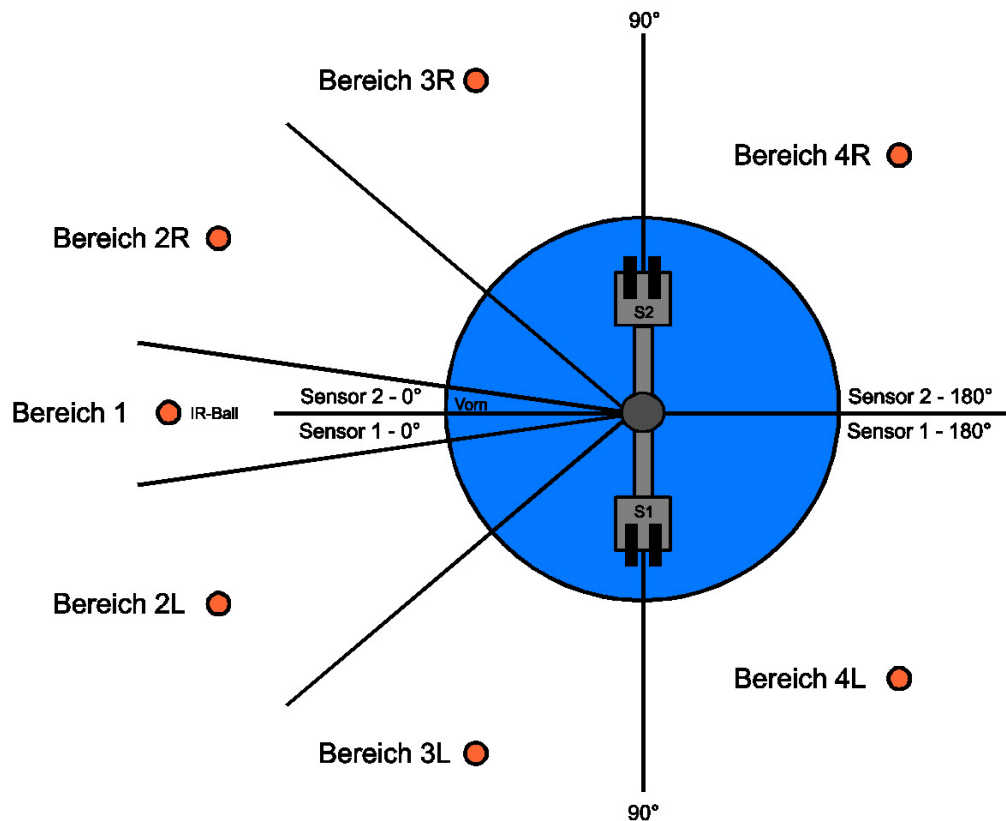 90°
Bereich 3R
Bereich 4R
Bereich 2R
S2
Sensor 2 - 0°
Vorn
Sensor 2 - 180°
Bereich 1
IR-Ball
Sensor 1 - 0°
Sensor 1 - 180°
S1
Bereich 2L
Bereich 4L
Bereich 3L
90°